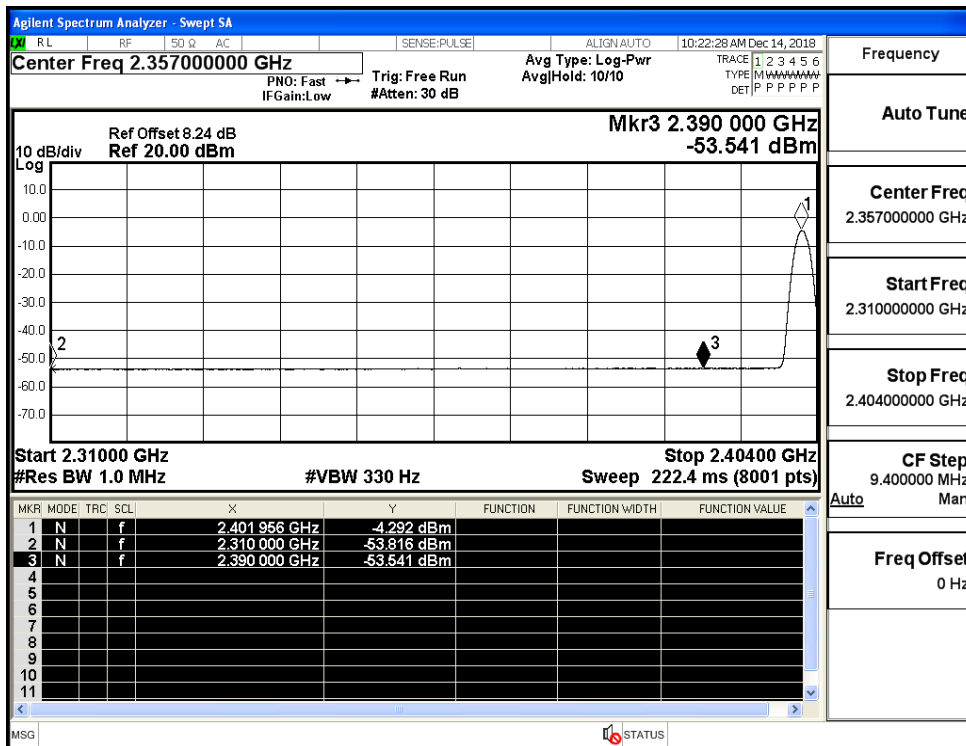 Agilent Spectrum Analyzer - Swept SA
LXI RL RF 50 Ω AC SENSE:PULSE ALIGN AUTO 10:22:28 AM Dec 14, 2018
Center Freq 2.357000000 GHz
PNO: Fast
IFGain:Low
Trig: Free Run
#Atten: 30 dB
Avg Type: Log-Pwr
Avg|Hold: 10/10
TRACE 1 2 3 4 5 6
TYPE M WWWWW
DET P P P P P P
Ref Offset 8.24 dB
Ref 20.00 dBm
10 dB/div
Log
Mkr3 2.390 000 GHz
-53.541 dBm
10.0
0.00
-10.0
-20.0
-30.0
-40.0
-50.0
-60.0
-70.0
1
2
3
Start 2.31000 GHz
Stop 2.40400 GHz
#Res BW 1.0 MHz #VBW 330 Hz Sweep 222.4 ms (8001 pts)
MKR MODE TRC SCL X Y FUNCTION FUNCTION WIDTH FUNCTION VALUE
1 N f 2.401 956 GHz -4.292 dBm
2 N f 2.310 000 GHz -53.816 dBm
3 N f 2.390 000 GHz -53.541 dBm
4
5
6
7
8
9
10
11
MSG STATUS
Frequency
Auto Tune
Center Freq
2.357000000 GHz
Start Freq
2.310000000 GHz
Stop Freq
2.404000000 GHz
CF Step
9.400000 MHz
Auto Man
Freq Offset
0 Hz